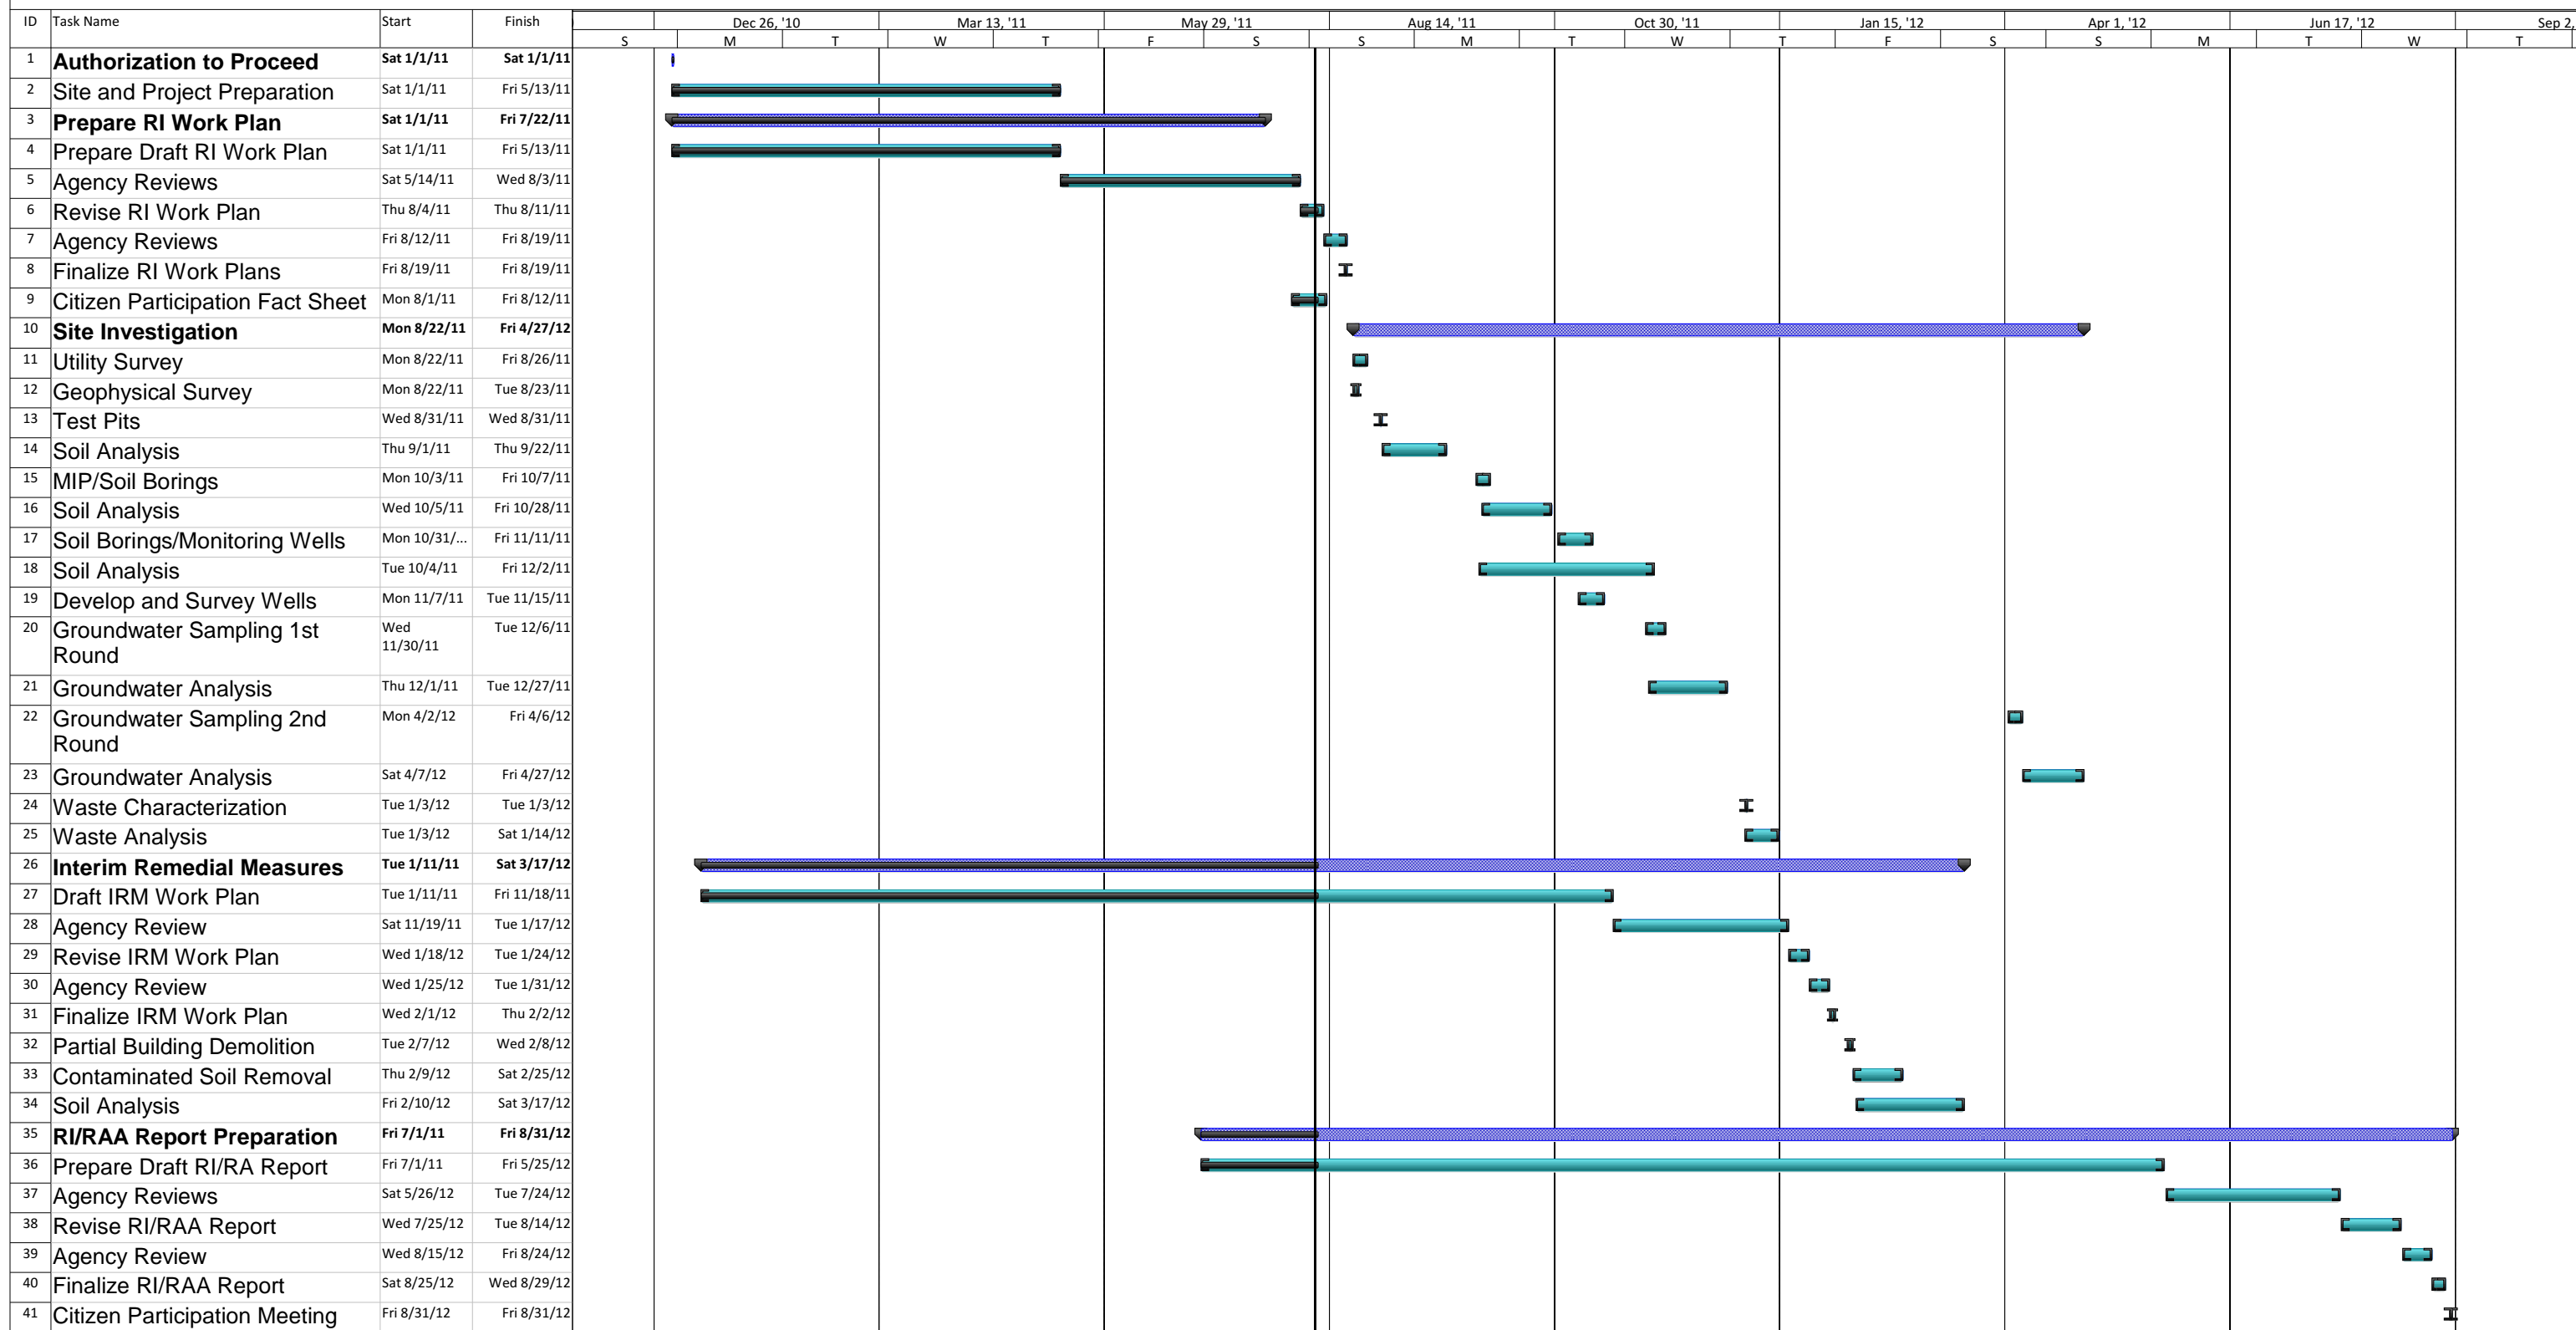 ID Task Name Start Finish Dec 26, '10 Mar 13, '11 May 29, '11 Aug 14, '11 Oct 30, '11 Jan 15, '12 Apr 1, '12 Jun 17, '12 Sep 2,
S M T W T F S S M T W T F S S M T W T
1 Authorization to Proceed Sat 1/1/11 Sat 1/1/11
2 Site and Project Preparation Sat 1/1/11 Fri 5/13/11
3 Prepare RI Work Plan Sat 1/1/11 Fri 7/22/11
4 Prepare Draft RI Work Plan Sat 1/1/11 Fri 5/13/11
5 Agency Reviews Sat 5/14/11 Wed 8/3/11
6 Revise RI Work Plan Thu 8/4/11 Thu 8/11/11
7 Agency Reviews Fri 8/12/11 Fri 8/19/11
8 Finalize RI Work Plans Fri 8/19/11 Fri 8/19/11
9 Citizen Participation Fact Sheet Mon 8/1/11 Fri 8/12/11
10 Site Investigation Mon 8/22/11 Fri 4/27/12
11 Utility Survey Mon 8/22/11 Fri 8/26/11
12 Geophysical Survey Mon 8/22/11 Tue 8/23/11
13 Test Pits Wed 8/31/11 Wed 8/31/11
14 Soil Analysis Thu 9/1/11 Thu 9/22/11
15 MIP/Soil Borings Mon 10/3/11 Fri 10/7/11
16 Soil Analysis Wed 10/5/11 Fri 10/28/11
17 Soil Borings/Monitoring Wells Mon 10/31/... Fri 11/11/11
18 Soil Analysis Tue 10/4/11 Fri 12/2/11
19 Develop and Survey Wells Mon 11/7/11 Tue 11/15/11
20 Groundwater Sampling 1st Wed Tue 12/6/11
Round 11/30/11
21 Groundwater Analysis Thu 12/1/11 Tue 12/27/11
22 Groundwater Sampling 2nd Mon 4/2/12 Fri 4/6/12
Round
23 Groundwater Analysis Sat 4/7/12 Fri 4/27/12
24 Waste Characterization Tue 1/3/12 Tue 1/3/12
25 Waste Analysis Tue 1/3/12 Sat 1/14/12
26 Interim Remedial Measures Tue 1/11/11 Sat 3/17/12
27 Draft IRM Work Plan Tue 1/11/11 Fri 11/18/11
28 Agency Review Sat 11/19/11 Tue 1/17/12
29 Revise IRM Work Plan Wed 1/18/12 Tue 1/24/12
30 Agency Review Wed 1/25/12 Tue 1/31/12
31 Finalize IRM Work Plan Wed 2/1/12 Thu 2/2/12
32 Partial Building Demolition Tue 2/7/12 Wed 2/8/12
33 Contaminated Soil Removal Thu 2/9/12 Sat 2/25/12
34 Soil Analysis Fri 2/10/12 Sat 3/17/12
35 RI/RAA Report Preparation Fri 7/1/11 Fri 8/31/12
36 Prepare Draft RI/RA Report Fri 7/1/11 Fri 5/25/12
37 Agency Reviews Sat 5/26/12 Tue 7/24/12
38 Revise RI/RAA Report Wed 7/25/12 Tue 8/14/12
39 Agency Review Wed 8/15/12 Fri 8/24/12
40 Finalize RI/RAA Report Sat 8/25/12 Wed 8/29/12
41 Citizen Participation Meeting Fri 8/31/12 Fri 8/31/12